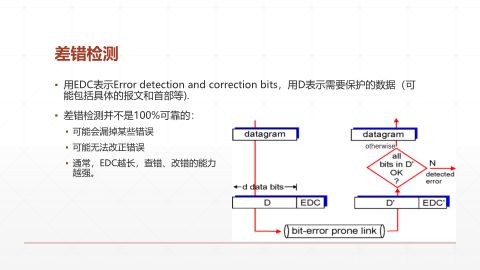 差错检测
用EDC表示Error detection and correction bits，用D表示需要保护的数据（可
能包括具体的报文和首部等).
差错检测并不是100%可靠的：
可能会漏掉某些错误
可能无法改正错误
通常，EDC越长，查错、改错的能力
越强。
datagram
datagram
otherwise
all
bits in D'
OK
?
N
detected
error
d data bits
D
EDC
D'
EDC'
bit-error prone link